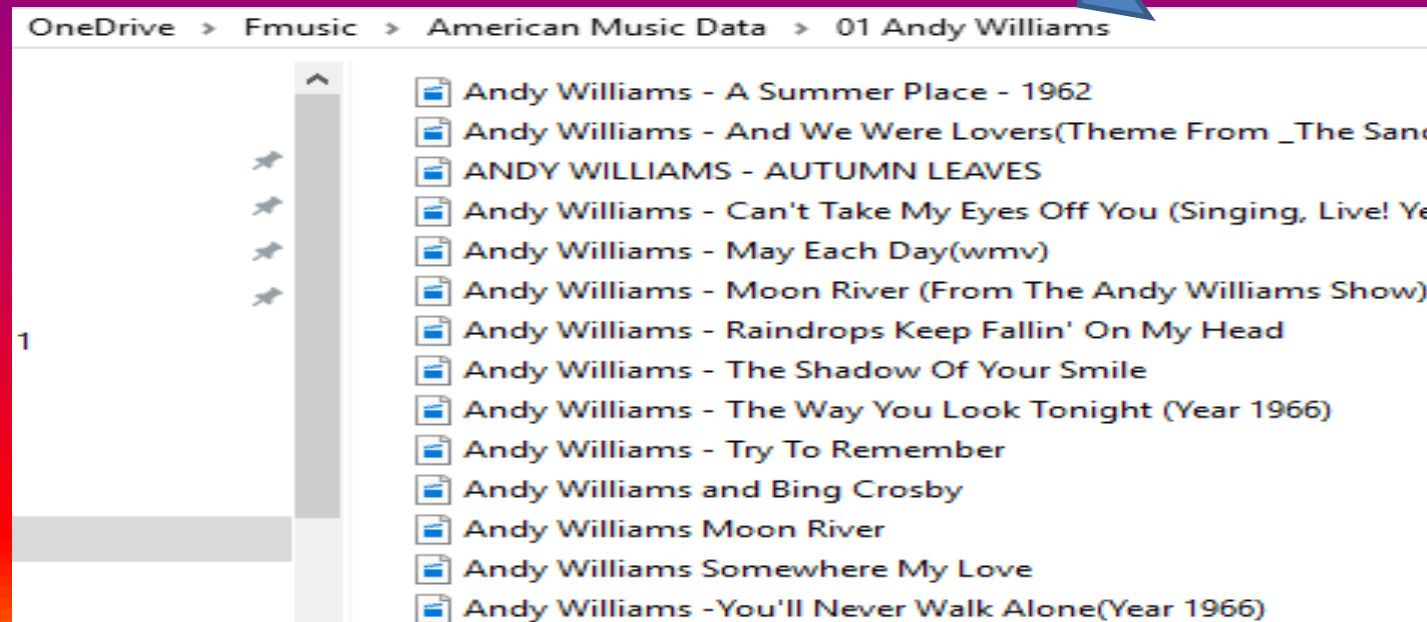 OneDrive > Fmusic > American Music Data > 01 Andy Williams
Andy Williams - A Summer Place - 1962
Andy Williams - And We Were Lovers(Theme From _The
ANDY WILLIAMS - AUTUMN LEAVES
Andy Williams - Can't Take My Eyes Off You (Singing, Live!
Andy Williams - May Each Day(wmv)
Andy Williams - Moon River (From The Andy Williams Show)
1
Andy Williams - Raindrops Keep Fallin' On My Head
Andy Williams - The Shadow Of Your Smile
Andy Williams - The Way You Look Tonight (Year 1966)
Andy Williams - Try To Remember
Andy Williams and Bing Crosby
Andy Williams Moon River
Andy Williams Somewhere My Love
Andy Williams -You'll Never Walk Alone(Year 1966)